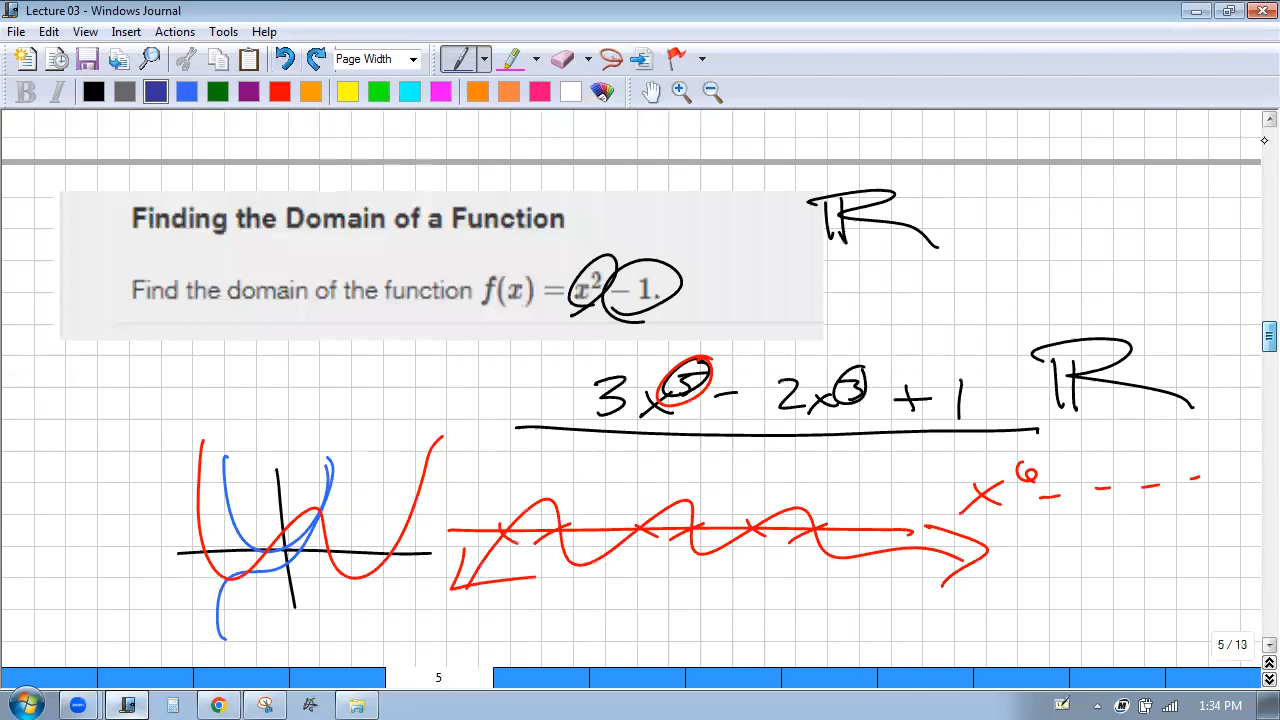 Lecture 03 - Windows Journal
File Edit View Insert Actions Tools Help
Page Width
B I
Finding the Domain of a Function
ℝ
Find the domain of the function f(x) = x² − 1.
3x⁵ - 2x³ + 1 ℝ
x⁶ - - - -
5 / 13
5
1:34 PM